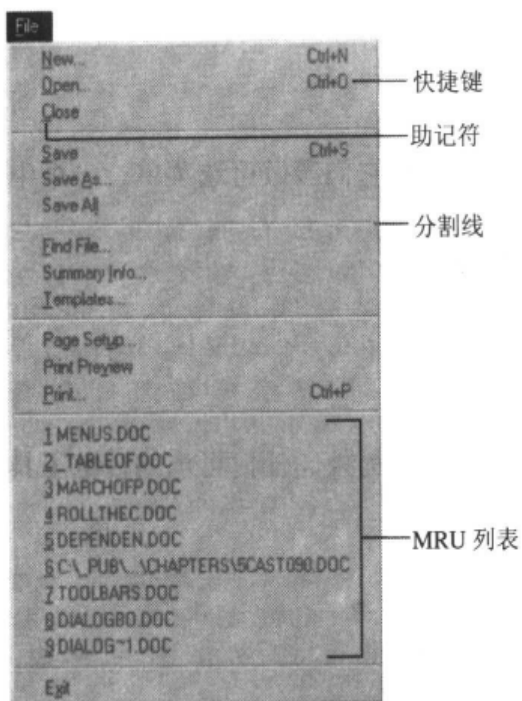 File
New... Ctrl+N
Open... Ctrl+O 快捷键
Close
助记符
Save Ctrl+S
Save As...
Save All
分割线
Find File...
Summary Info...
Templates...
Page Setup...
Print Preview
Print... Ctrl+P
1 MENUS.DOC
2 _TABLEOF.DOC
3 MARCHOFP.DOC
4 ROLLTHEC.DOC
5 DEPENDEN.DOC
6 C:\_PUB\...\CHAPTERS\5CAST090.DOC
MRU 列表
7 TOOLBARS.DOC
8 DIALOGBO.DOC
9 DIALOG~1.DOC
Exit